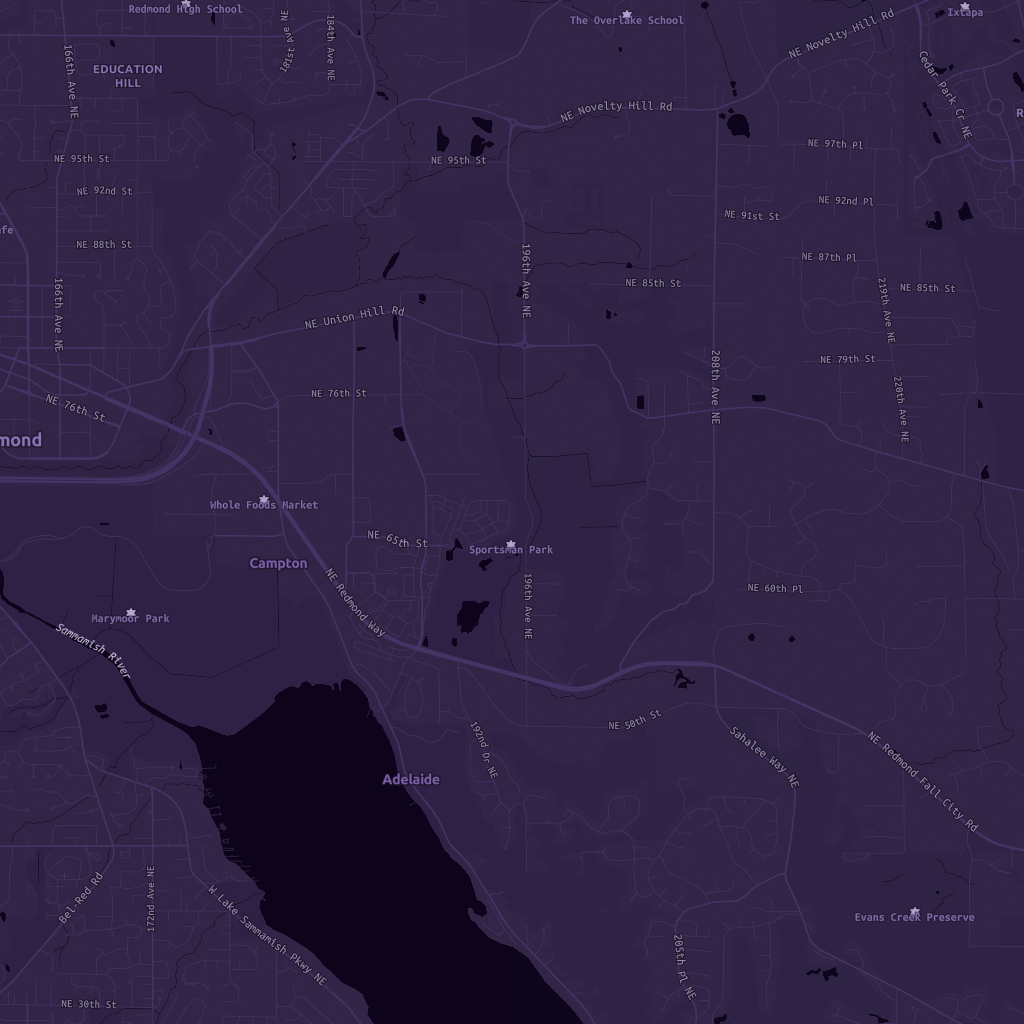 Redmond High School
The Overlake School
Ixtapa
181st Ave NE
184th Ave NE
NE Novelty Hill Rd
166th Ave NE
EDUCATION
HILL
Cedar Park Cr NE
NE Novelty Hill Rd
R
NE 95th St
NE 95th St
NE 97th Pl
NE 92nd St
NE 92nd Pl
NE 91st St
afe
NE 88th St
NE 87th Pl
196th Ave NE
NE 85th St
NE 85th St
166th Ave NE
219th Ave NE
NE Union Hill Rd
NE 79th St
208th Ave NE
NE 76th St
NE 76th St
220th Ave NE
mond
Whole Foods Market
NE 65th St
Sportsman Park
Campton
NE Redmond Way
196th Ave NE
NE 60th Pl
Marymoor Park
Sammamish River
NE 50th St
192nd Dr NE
Sahalee Way NE
NE Redmond Fall City Rd
Adelaide
Bel-Red Rd
172nd Ave NE
W Lake Sammamish Pkwy NE
Evans Creek Preserve
205th Pl NE
NE 30th St